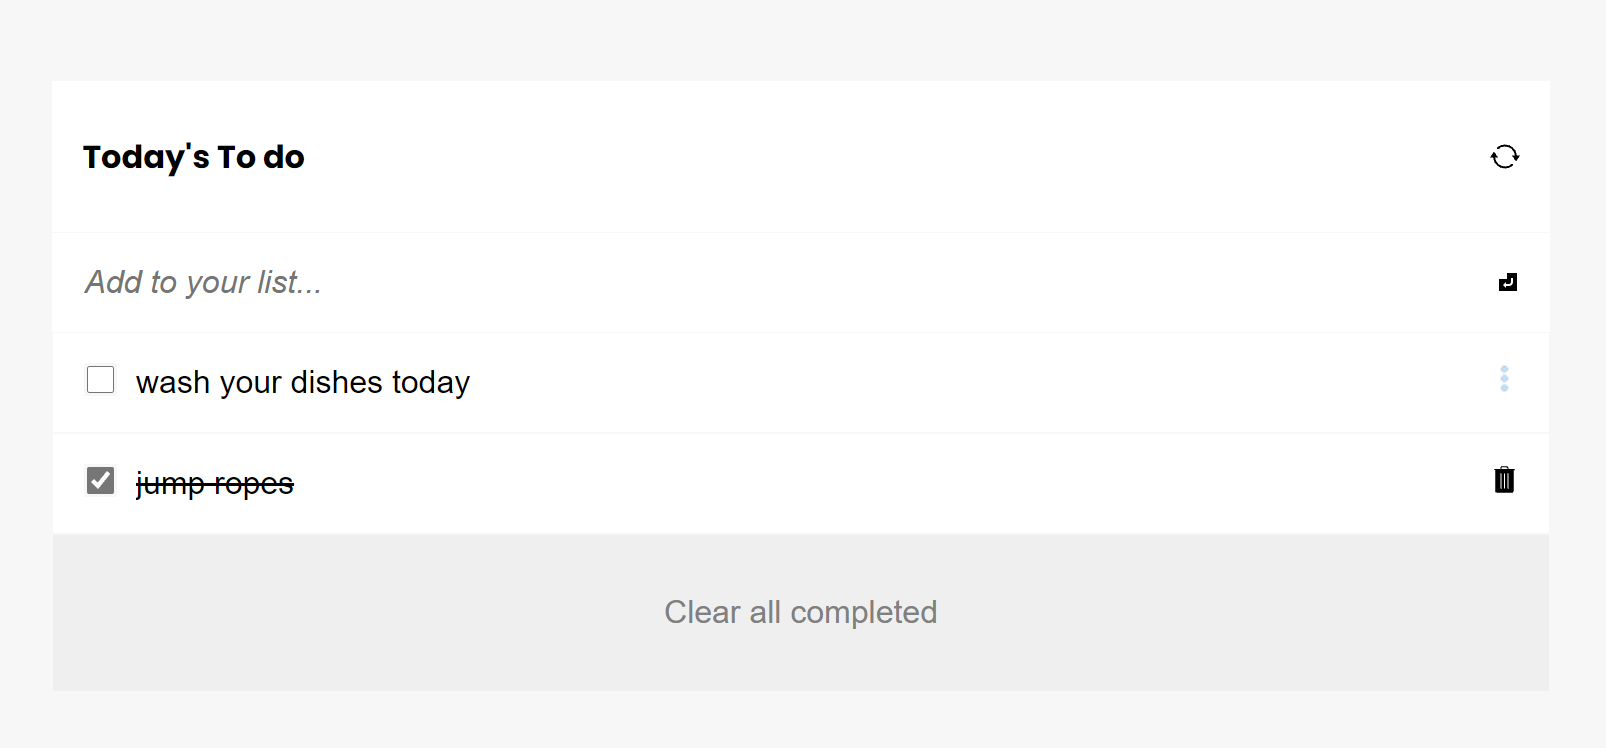 Today's To do
Add to your list...
wash your dishes today
jump ropes
Clear all completed